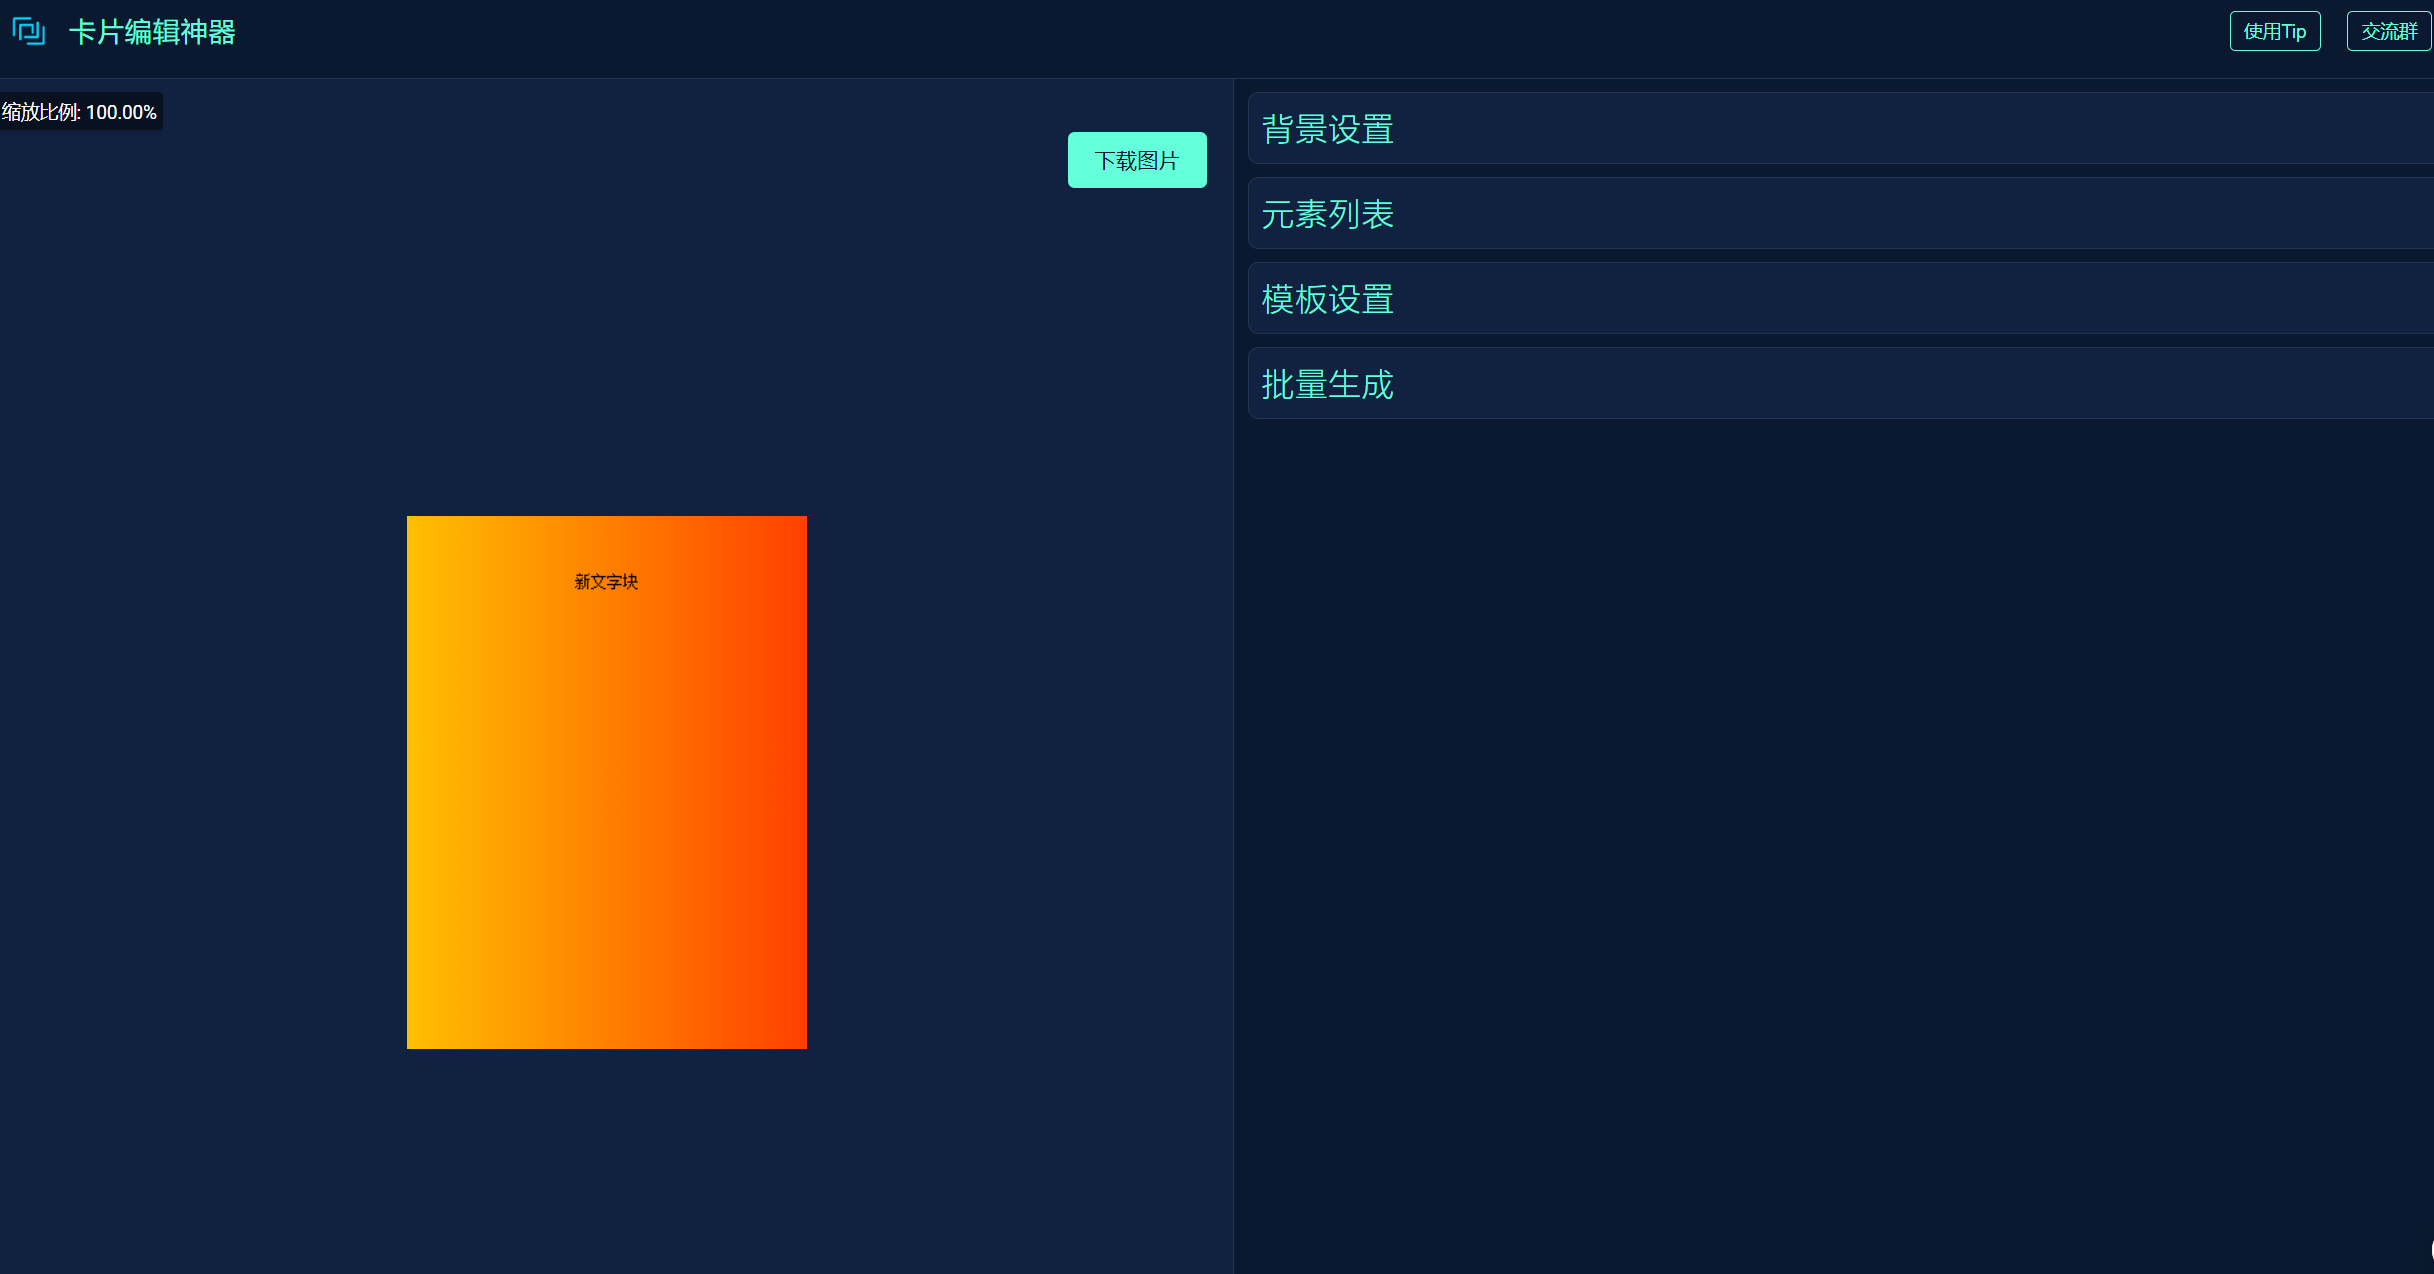 卡片编辑神器
使用Tip
交流群
缩放比例: 100.00%
下载图片
新文字块
背景设置
元素列表
模板设置
批量生成